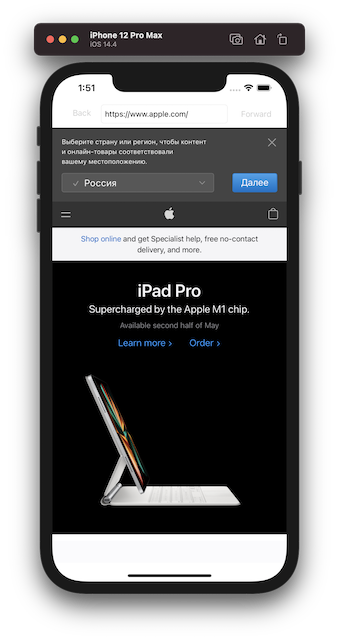 iPhone 12 Pro Max
iOS 14.4
1:51
Back
https://www.apple.com/
Forward
Выберите страну или регион, чтобы контент
и онлайн-товары соответствовали
вашему местоположению.
Россия
Далее
Shop online and get Specialist help, free no-contact
delivery, and more.
iPad Pro
Supercharged by the Apple M1 chip.
Available second half of May
Learn more >
Order >